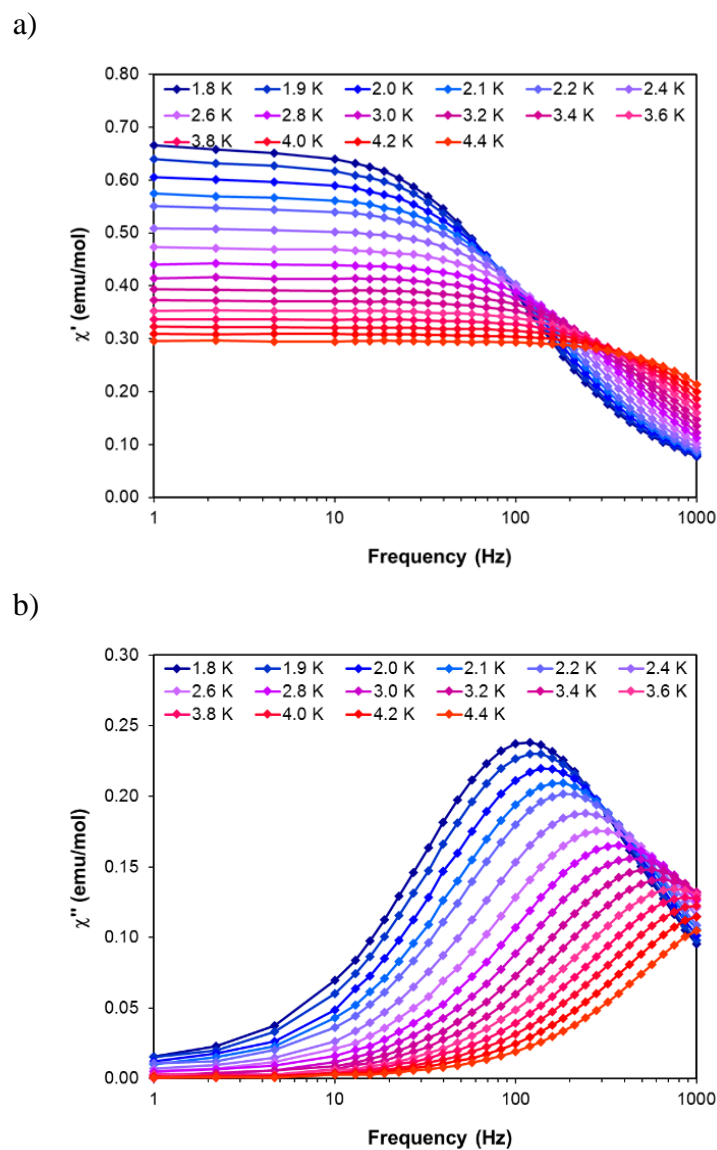 a)
0.80
1.8 K 1.9 K 2.0 K 2.1 K 2.2 K 2.4 K
2.6 K 2.8 K 3.0 K 3.2 K 3.4 K 3.6 K
3.8 K 4.0 K 4.2 K 4.4 K
0.70
0.60
0.50
0.40
0.30
0.20
0.10
0.00
χ' (emu/mol)
1 10 100 1000
Frequency (Hz)
b)
0.30
1.8 K 1.9 K 2.0 K 2.1 K 2.2 K 2.4 K
2.6 K 2.8 K 3.0 K 3.2 K 3.4 K 3.6 K
3.8 K 4.0 K 4.2 K 4.4 K
0.25
0.20
0.15
0.10
0.05
0.00
χ'' (emu/mol)
1 10 100 1000
Frequency (Hz)